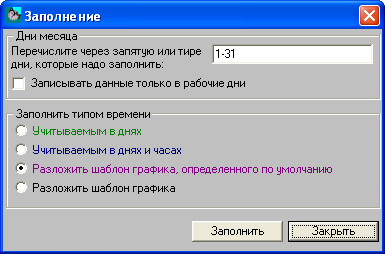 Заполнение
Дни месяца
Перечислите через запятую или тире
дни, которые надо заполнить:
1-31
Записывать данные только в рабочие дни
Заполнить типом времени
Учитываемым в днях
Учитываемым в днях и часах
Разложить шаблон графика, определенного по умолчанию
Разложить шаблон графика
Заполнить
Закрыть